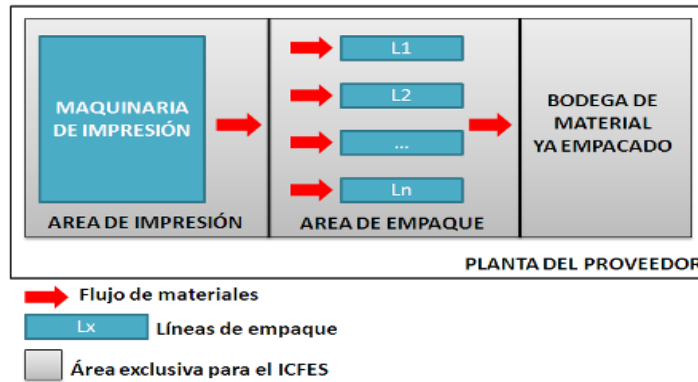 MAQUINARIA
DE IMPRESIÓN
AREA DE IMPRESIÓN
L1
L2
...
Ln
AREA DE EMPAQUE
BODEGA DE
MATERIAL
YA EMPACADO
PLANTA DEL PROVEEDOR
Flujo de materiales
Lx
Líneas de empaque
Área exclusiva para el ICFES